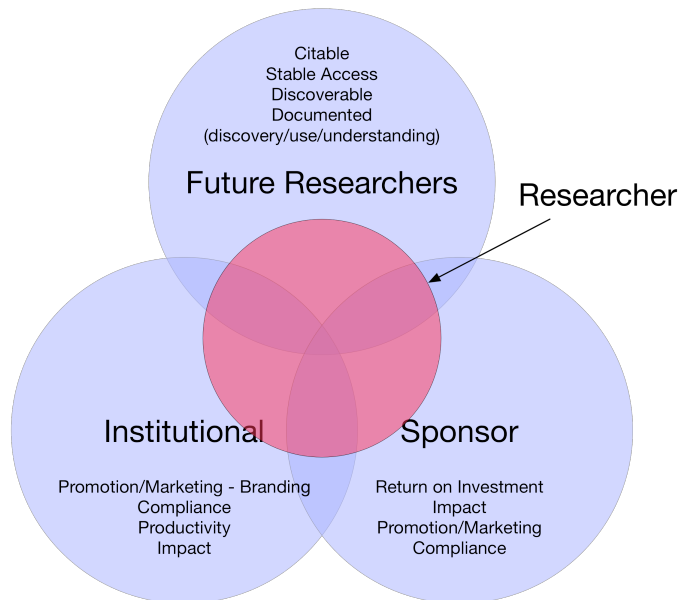 Citable
Stable Access
Discoverable
Documented
(discovery/use/understanding)
Future Researchers
Researcher
Institutional
Promotion/Marketing - Branding
Compliance
Productivity
Impact
Sponsor
Return on Investment
Impact
Promotion/Marketing
Compliance